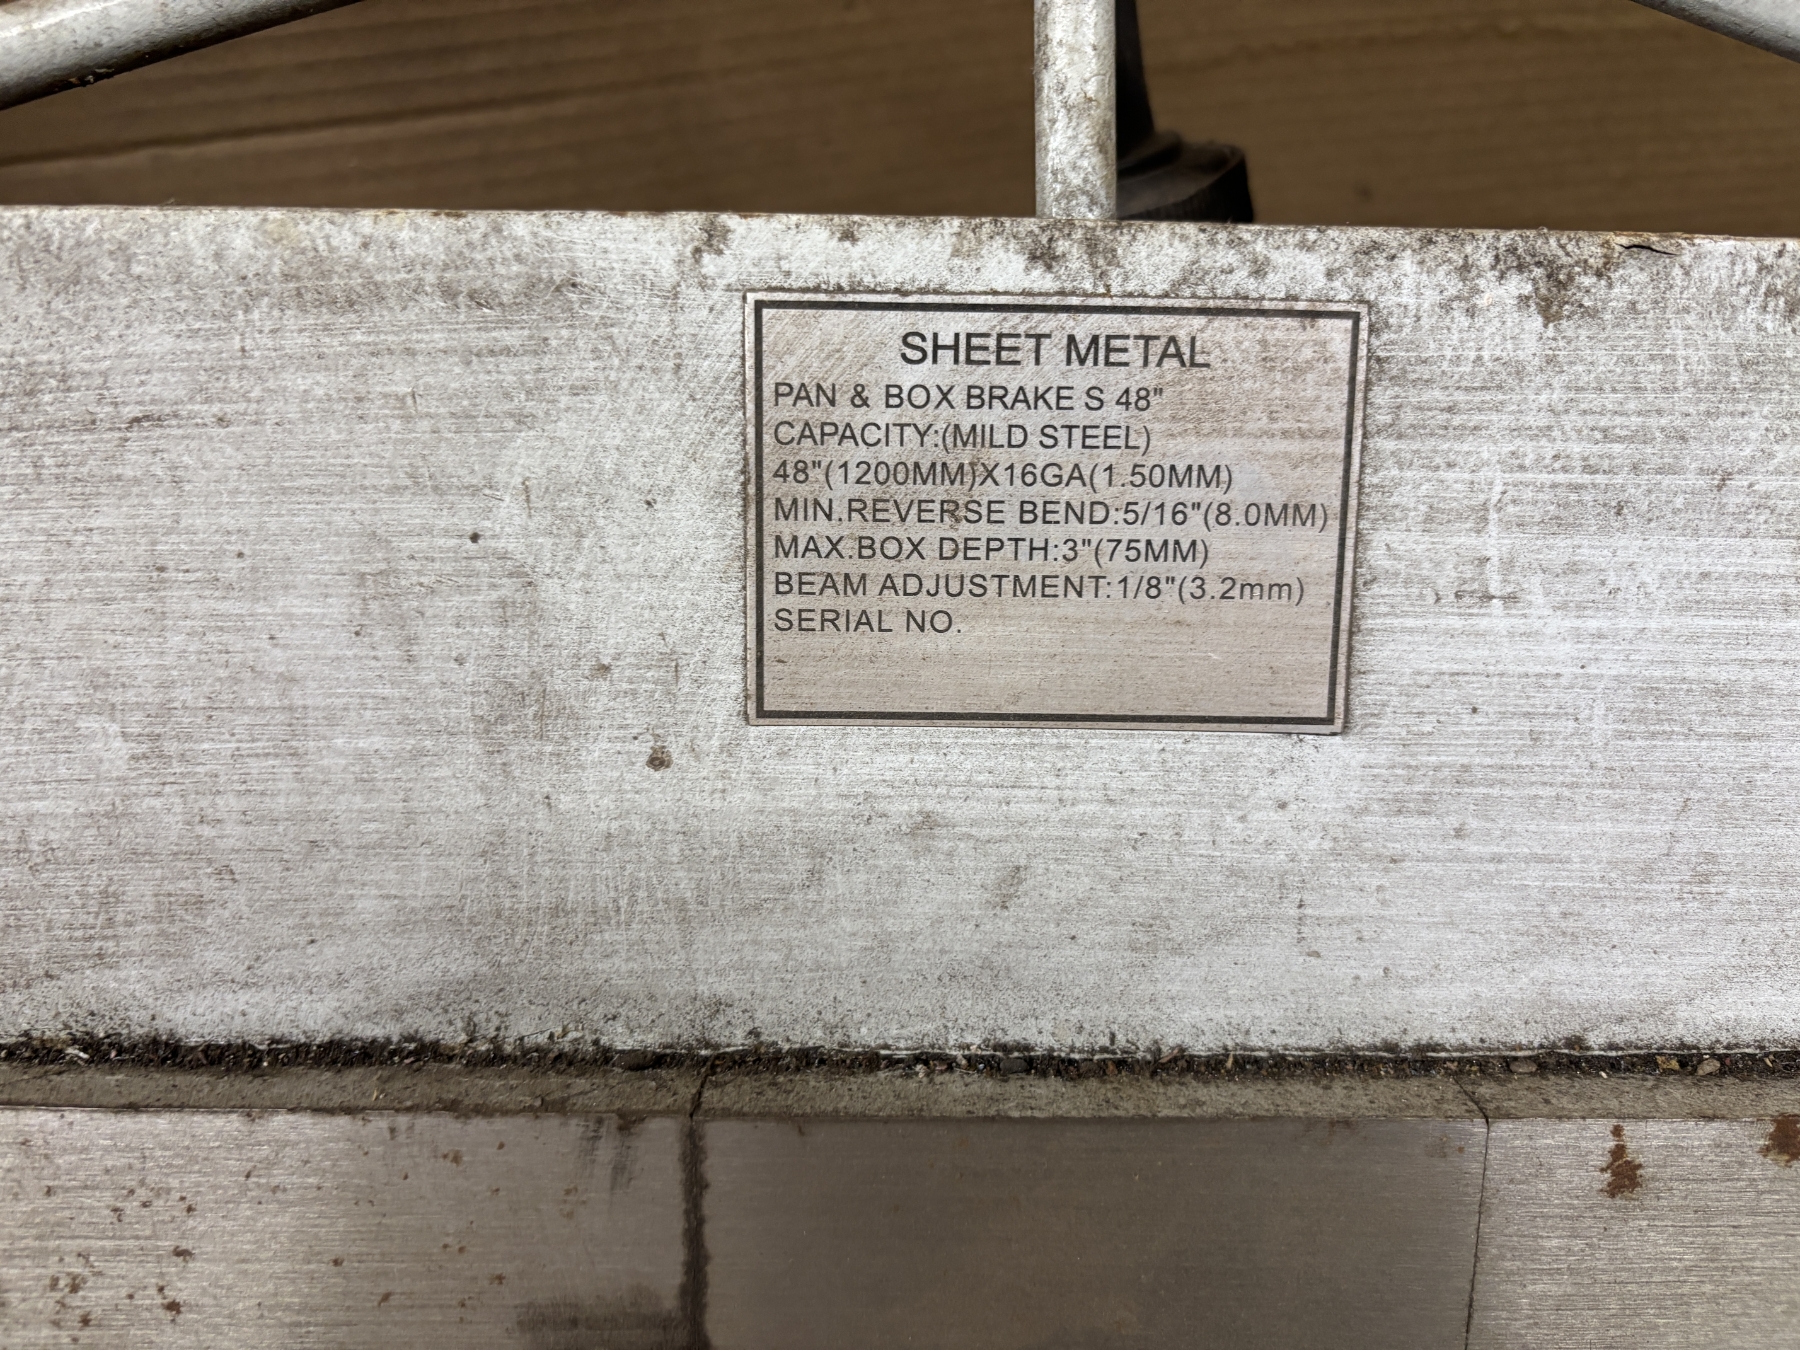 SHEET METAL
PAN & BOX BRAKE S 48"
CAPACITY:(MILD STEEL)
48"(1200MM)X16GA(1.50MM)
MIN.REVERSE BEND:5/16"(8.0MM)
MAX.BOX DEPTH:3"(75MM)
BEAM ADJUSTMENT:1/8"(3.2mm)
SERIAL NO.